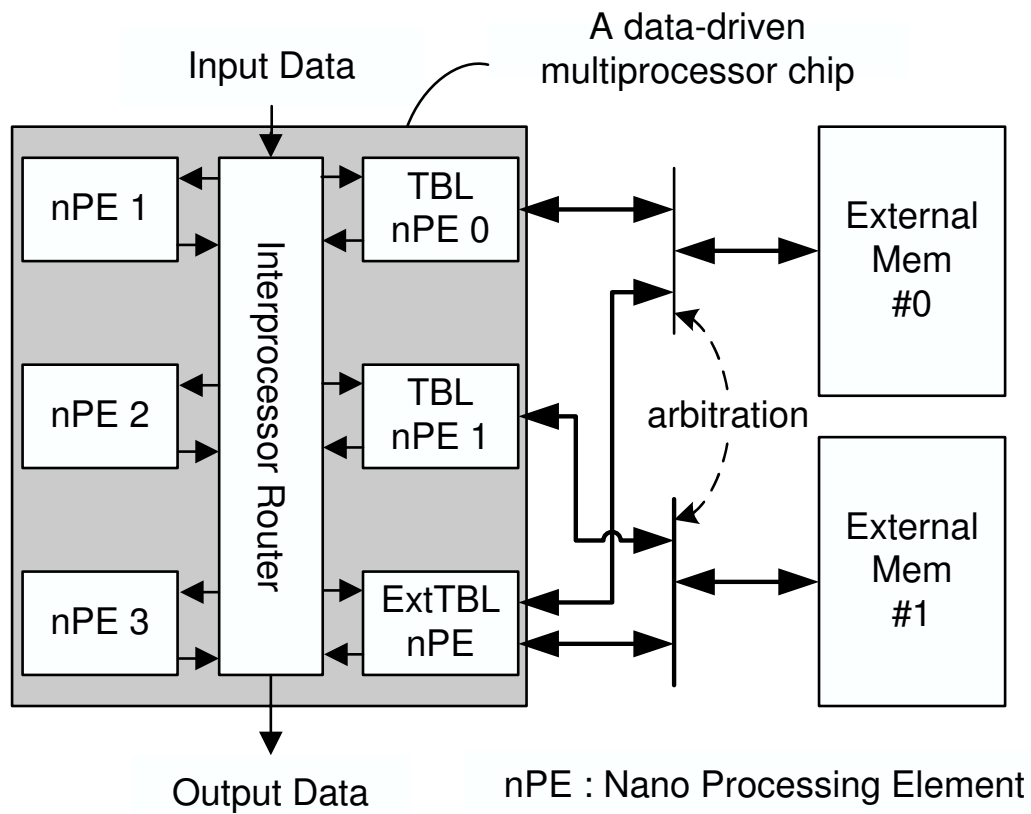 A data-driven
multiprocessor chip
Input Data
nPE 1
TBL
nPE 0
External
Mem
#0
Interprocessor Router
nPE 2
TBL
nPE 1
arbitration
nPE 3
ExtTBL
nPE
External
Mem
#1
Output Data
nPE : Nano Processing Element